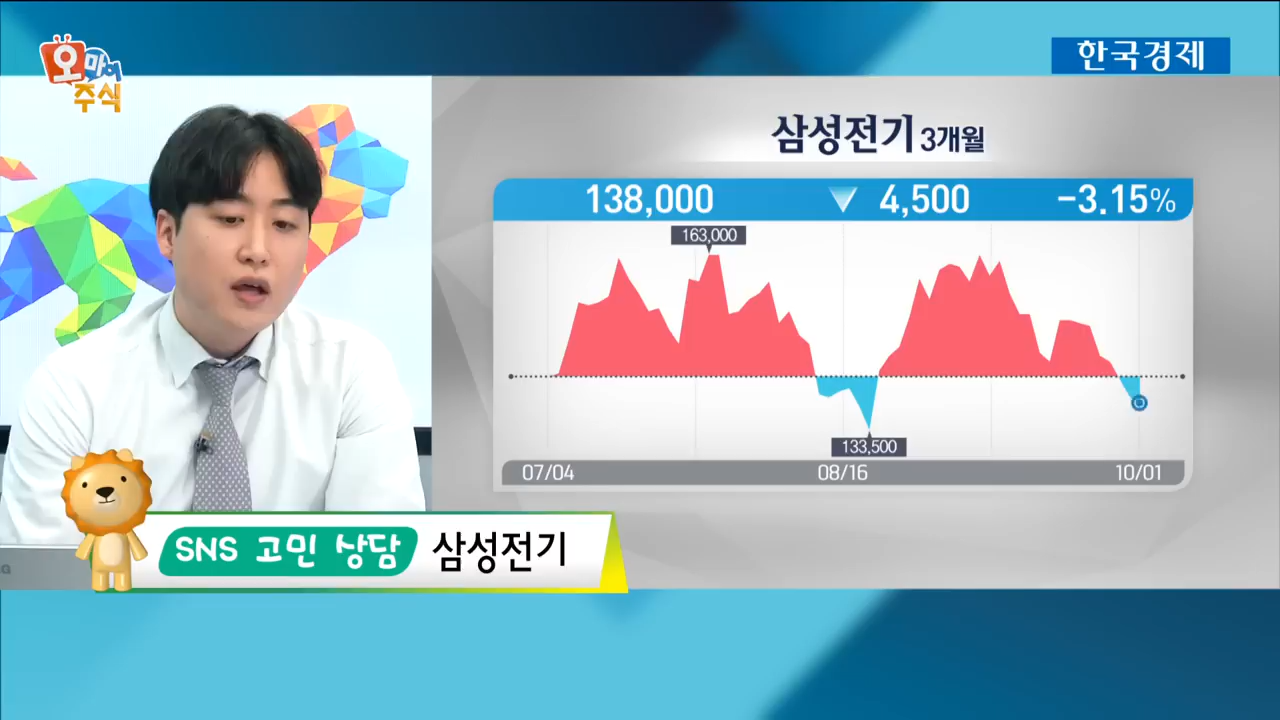 오마이
주식
한국경제
삼성전기 3개월
138,000 ▼ 4,500 -3.15%
163,000
133,500
07/04 08/16 10/01
SNS 고민 상담 삼성전기